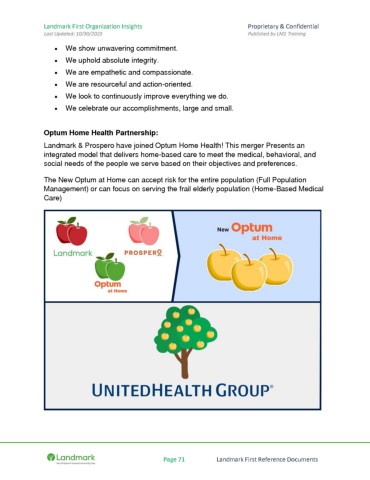 Landmark First Organization Insights Proprietary & Confidential
Last Updated: 10/30/2023 Published by LMS Training
• We show unwavering commitment.
• We uphold absolute integrity.
• We are empathetic and compassionate.
• We are resourceful and action-oriented.
• We look to continuously improve everything we do.
• We celebrate our accomplishments, large and small.
Optum Home Health Partnership:
Landmark & Prospero have joined Optum Home Health! This merger Presents an
integrated model that delivers home-based care to meet the medical, behavioral, and
social needs of the people we serve based on their objectives and preferences.
The New Optum at Home can accept risk for the entire population (Full Population
Management) or can focus on serving the frail elderly population (Home-Based Medical
Care)
Landmark PROSPERO
Optum
at Home
New Optum
at Home
UNITEDHEALTH GROUP®
Landmark
Page 71 Landmark First Reference Documents